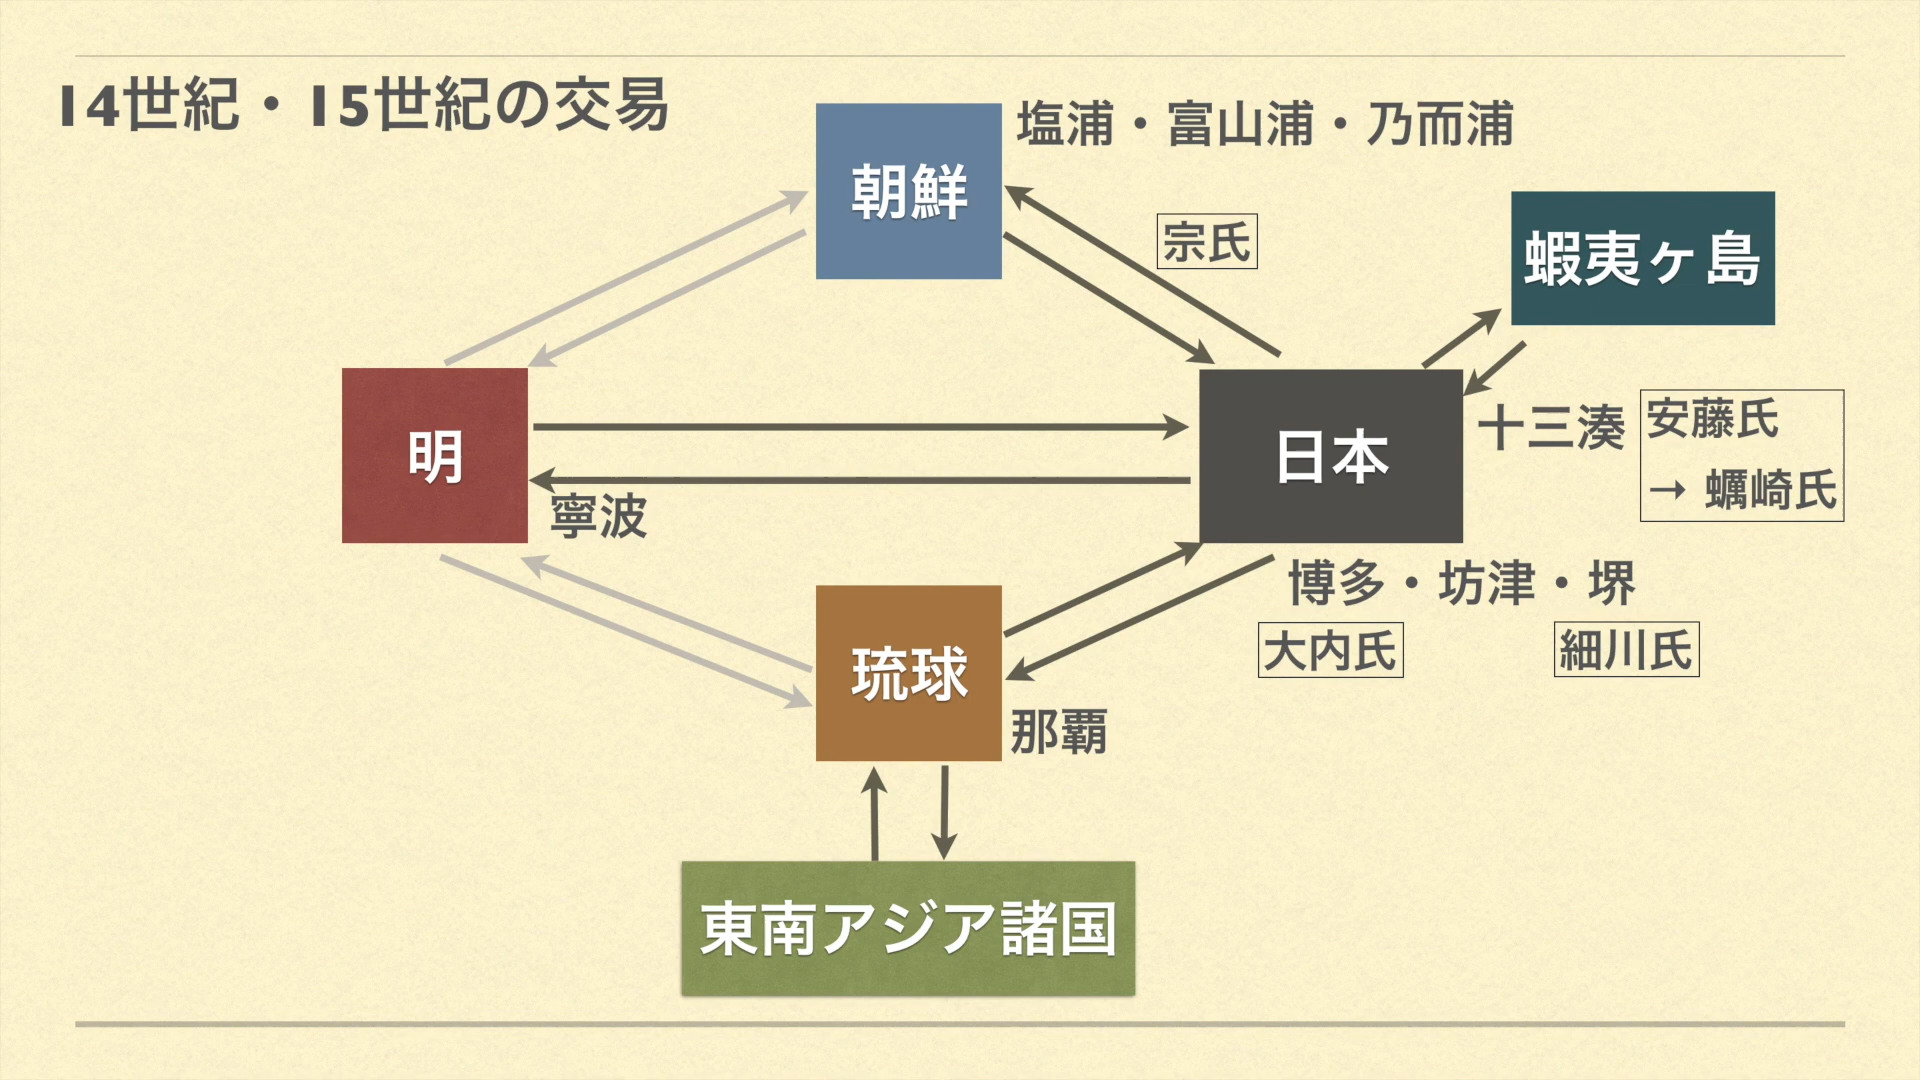 14世紀・15世紀の交易
朝鮮
塩浦・富山浦・乃而浦
宗氏
蝦夷ヶ島
明
日本
十三湊
安藤氏
→ 蠣崎氏
寧波
博多・坊津・堺
大内氏
細川氏
琉球
那覇
東南アジア諸国